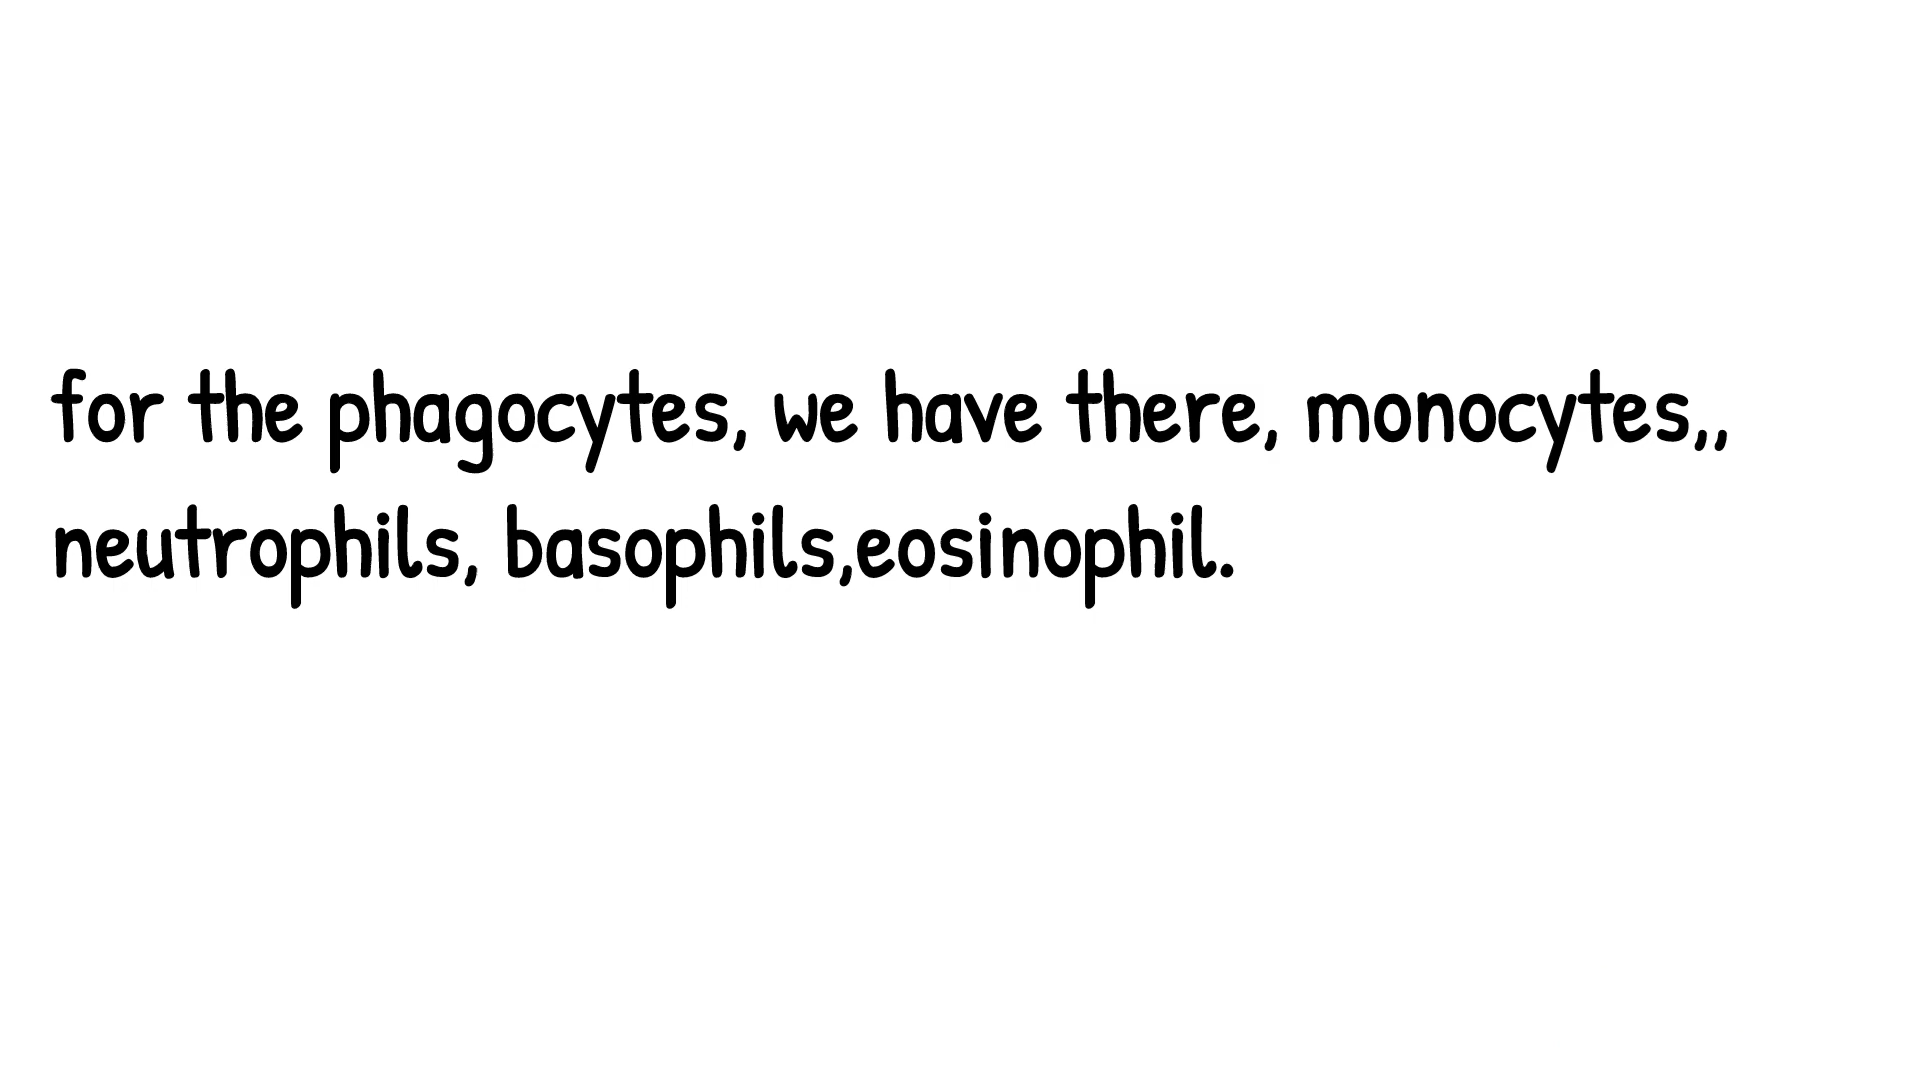 for the phagocytes, we have there, monocytes,,
neutrophils, basophils,eosinophil.